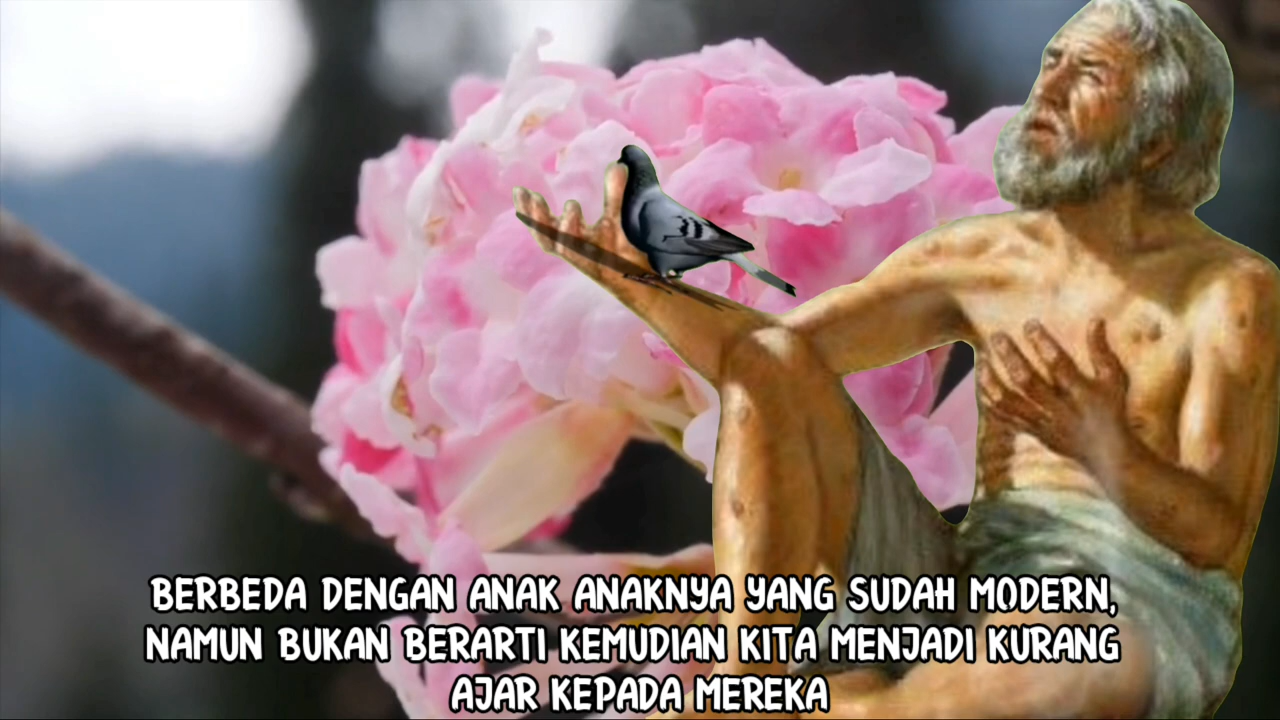 BERBEDA DENGAN ANAK ANAKNYA YANG SUDAH MODERN,
NAMUN BUKAN BERARTI KEMUDIAN KITA MENJADI KURANG
AJAR KEPADA MEREKA